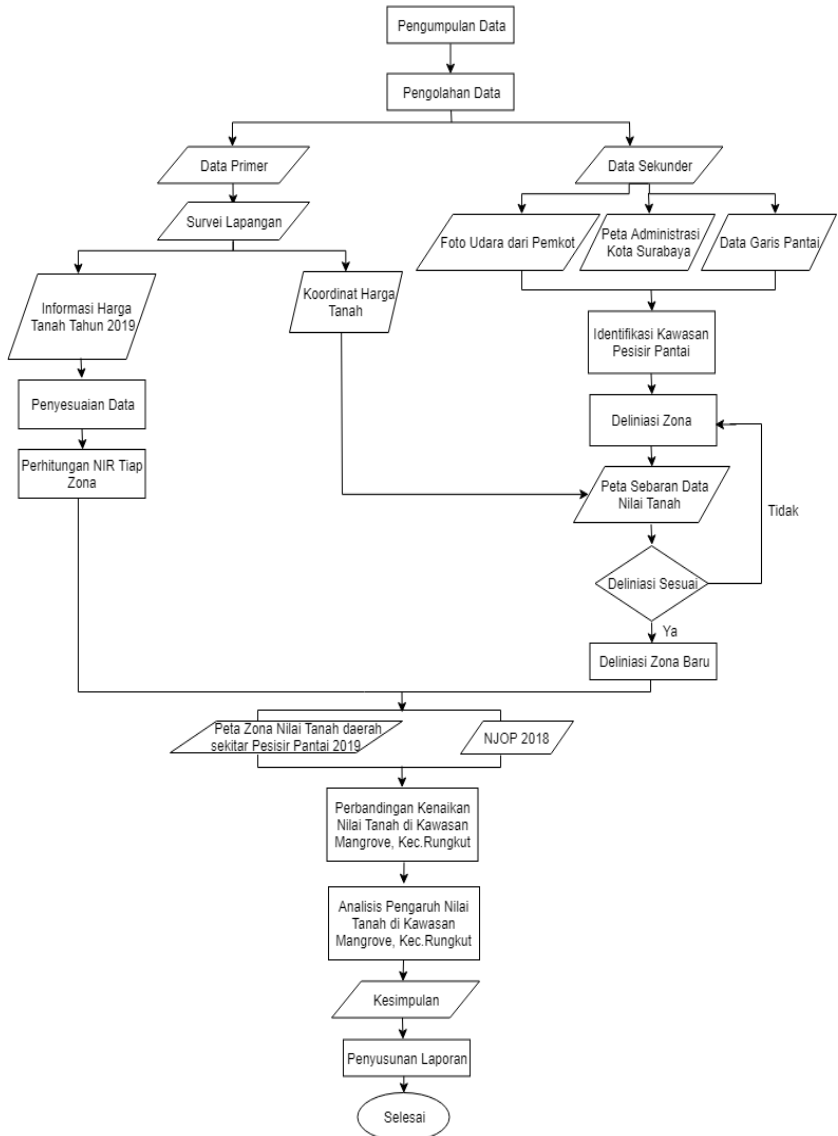 Pengumpulan Data
Pengolahan Data
Data Primer
Data Sekunder
Survei Lapangan
Foto Udara dari Pemkot
Peta Administrasi
Kota Surabaya
Data Garis Pantai
Informasi Harga
Tanah Tahun 2019
Koordinat Harga
Tanah
Identifikasi Kawasan
Pesisir Pantai
Penyesuaian Data
Deliniasi Zona
Perhitungan NIR Tiap
Zona
Peta Sebaran Data
Nilai Tanah
Tidak
Deliniasi Sesuai
Ya
Deliniasi Zona Baru
Peta Zona Nilai Tanah daerah
sekitar Pesisir Pantai 2019
NJOP 2018
Perbandingan Kenaikan
Nilai Tanah di Kawasan
Mangrove, Kec.Rungkut
Analisis Pengaruh Nilai
Tanah di Kawasan
Mangrove, Kec.Rungkut
Kesimpulan
Penyusunan Laporan
Selesai